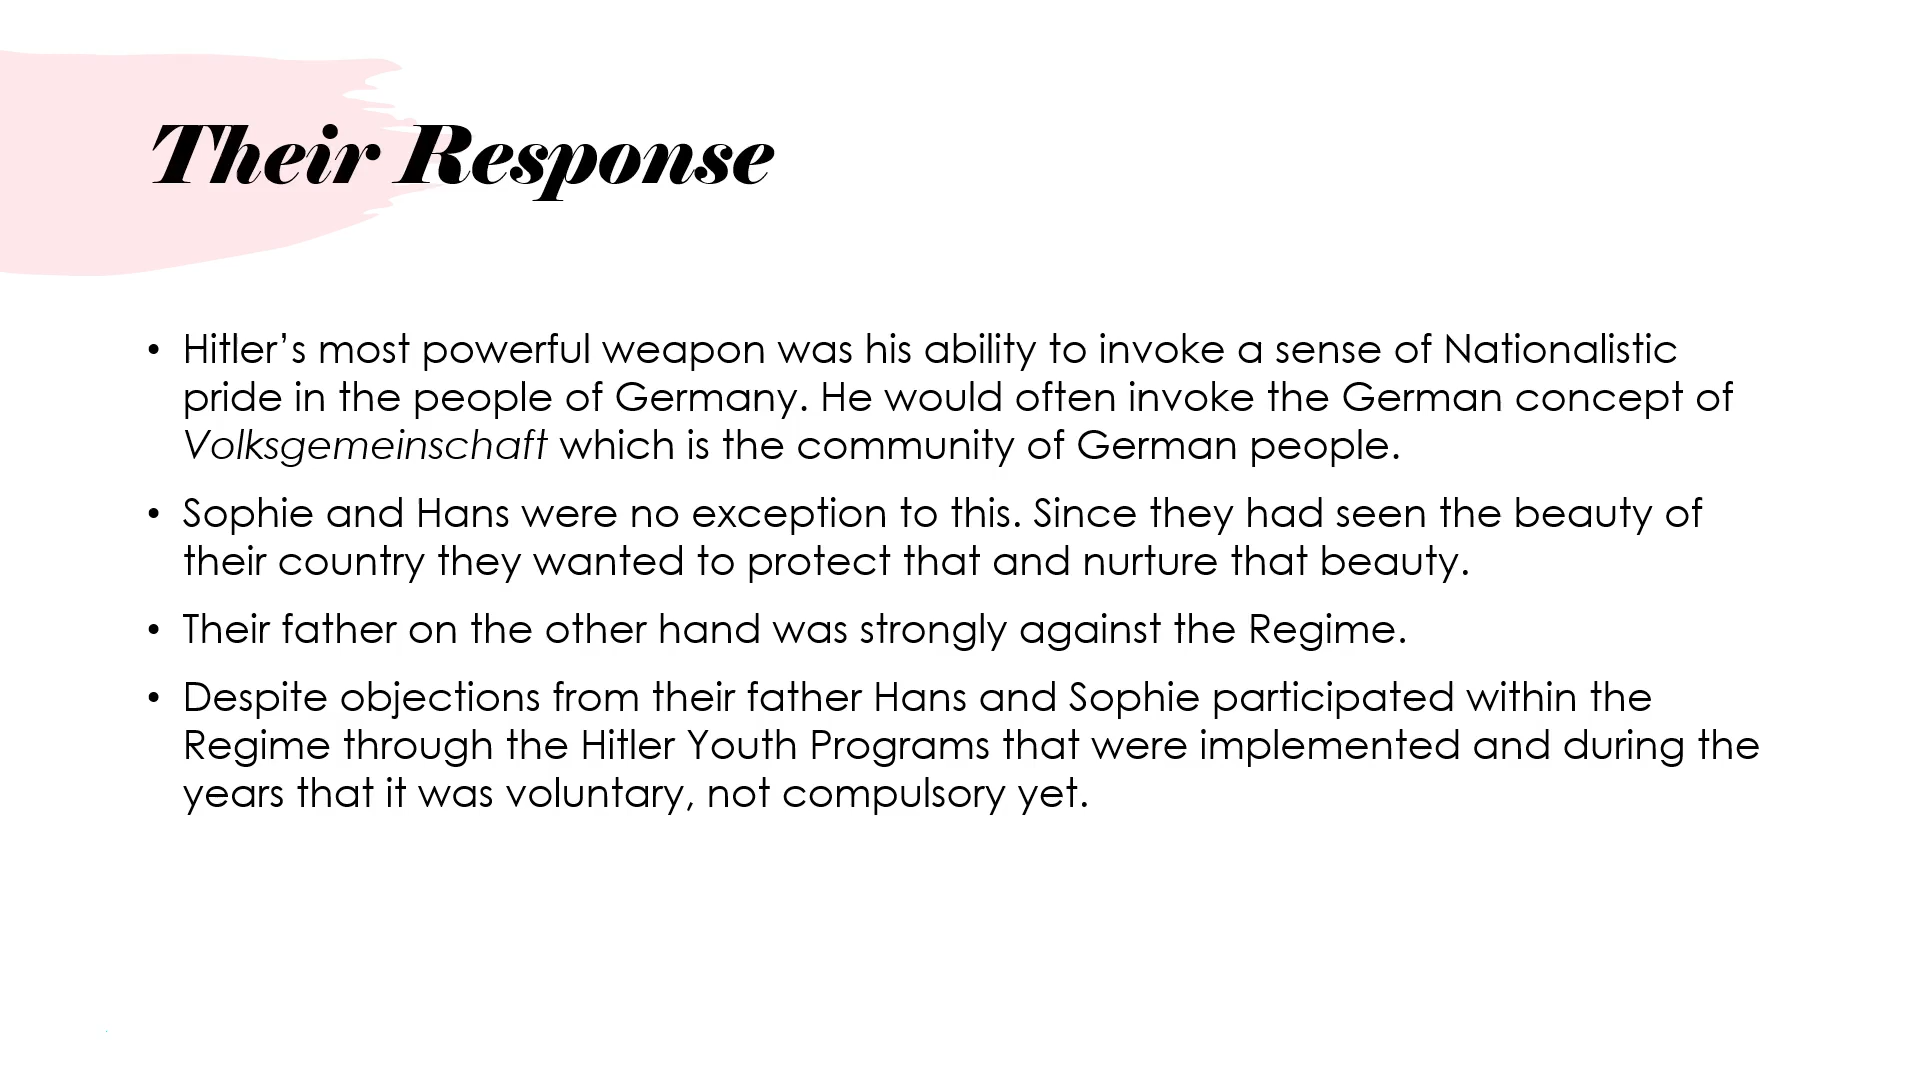 Their Response
• Hitler’s most powerful weapon was his ability to invoke a sense of Nationalistic
pride in the people of Germany. He would often invoke the German concept of
Volksgemeinschaft which is the community of German people.
• Sophie and Hans were no exception to this. Since they had seen the beauty of
their country they wanted to protect that and nurture that beauty.
• Their father on the other hand was strongly against the Regime.
• Despite objections from their father Hans and Sophie participated within the
Regime through the Hitler Youth Programs that were implemented and during the
years that it was voluntary, not compulsory yet.